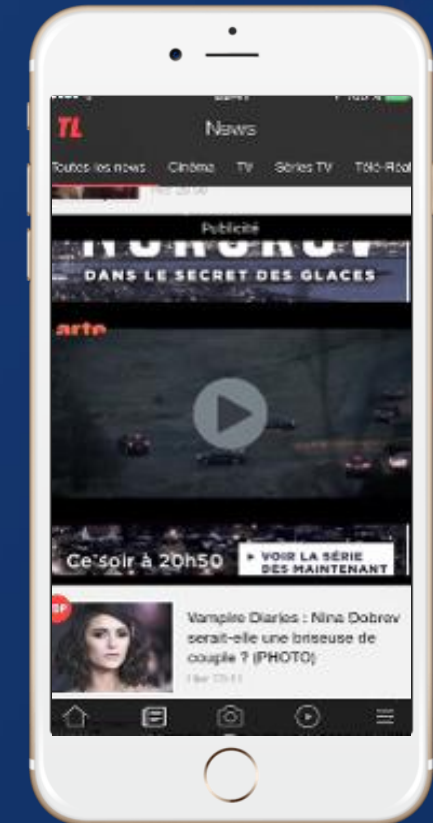 TL
News
Toutes les news Cinéma TV Séries TV Télé-Réal
Publicité
DANS LE SECRET DES GLACES
arte
Ce soir à 20h50
VOIR LA SÉRIE
DÈS MAINTENANT
Vampire Diaries : Nina Dobrev
serait-elle une briseuse de
couple ? (PHOTO)